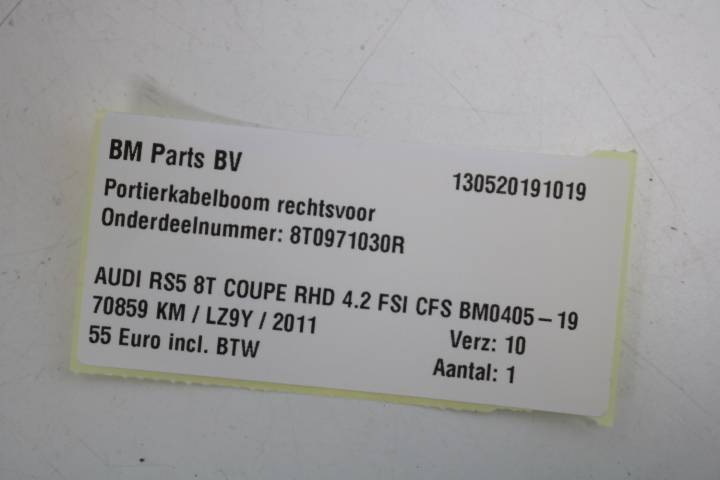 BM Parts BV 130520191019
Portierkabelboom rechtsvoor
Onderdeelnummer: 8T0971030R
AUDI RS5 8T COUPE RHD 4.2 FSI CFS BM0405-19
70859 KM / LZ9Y / 2011 Verz: 10
55 Euro incl. BTW Aantal: 1